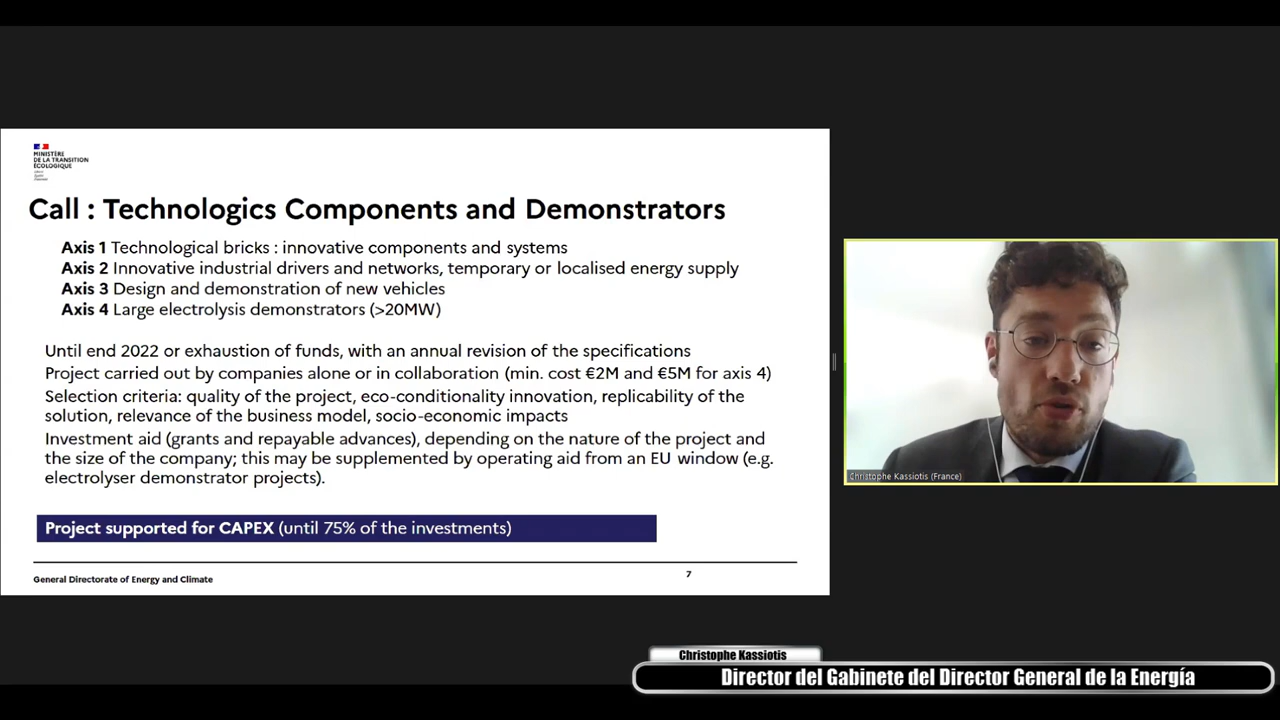 MINISTÈRE
DE LA TRANSITION
ÉCOLOGIQUE
Call : Technologics Components and Demonstrators
Axis 1 Technological bricks : innovative components and systems
Axis 2 Innovative industrial drivers and networks, temporary or localised energy supply
Axis 3 Design and demonstration of new vehicles
Axis 4 Large electrolysis demonstrators (>20MW)
Until end 2022 or exhaustion of funds, with an annual revision of the specifications
Project carried out by companies alone or in collaboration (min. cost €2M and €5M for axis 4)
Selection criteria: quality of the project, eco-conditionality innovation, replicability of the
solution, relevance of the business model, socio-economic impacts
Investment aid (grants and repayable advances), depending on the nature of the project and
the size of the company; this may be supplemented by operating aid from an EU window (e.g.
electrolyser demonstrator projects).
Project supported for CAPEX (until 75% of the investments)
General Directorate of Energy and Climate
7
Christophe Kassiotis (France)
Christophe Kassiotis
Director del Gabinete del Director General de la Energía